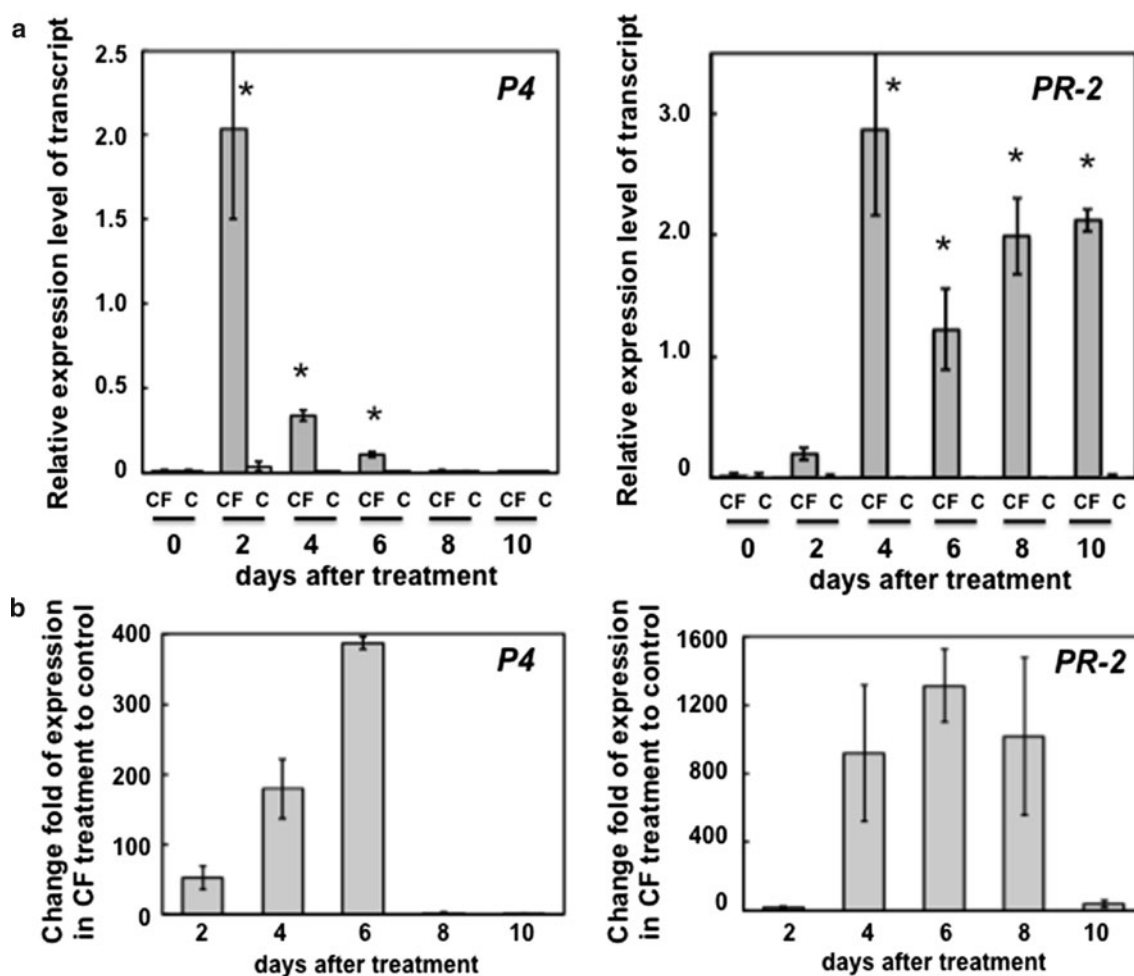 a
Relative expression level of transcript
2.5
2.0
1.5
1.0
0.5
0
P4
*
*
*
CF C CF C CF C CF C CF C CF C
0 2 4 6 8 10
days after treatment
Relative expression level of transcript
3.0
2.0
1.0
0
PR-2
*
*
*
*
CF C CF C CF C CF C CF C CF C
0 2 4 6 8 10
days after treatment
b
Change fold of expression
in CF treatment to control
400
300
200
100
0
P4
2 4 6 8 10
days after treatment
Change fold of expression
in CF treatment to control
1600
1200
800
400
0
PR-2
2 4 6 8 10
days after treatment